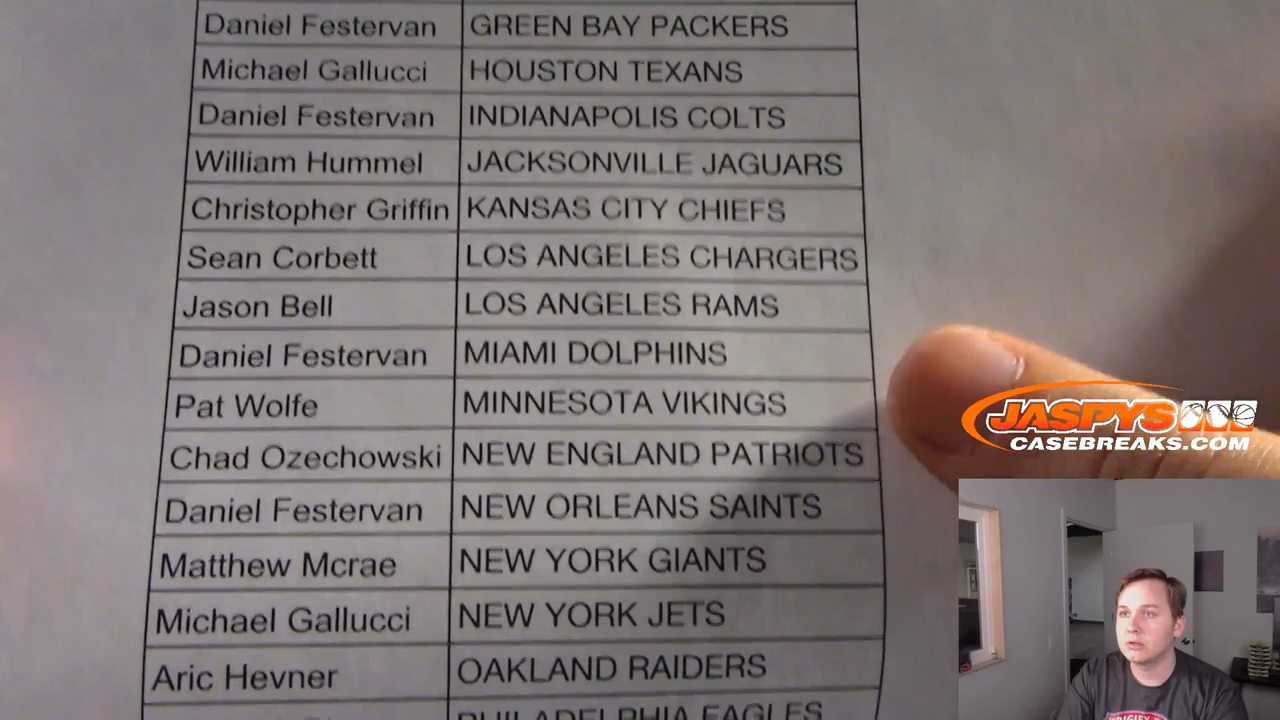 Daniel Festervan GREEN BAY PACKERS
Michael Gallucci HOUSTON TEXANS
Daniel Festervan INDIANAPOLIS COLTS
William Hummel JACKSONVILLE JAGUARS
Christopher Griffin KANSAS CITY CHIEFS
Sean Corbett LOS ANGELES CHARGERS
Jason Bell LOS ANGELES RAMS
Daniel Festervan MIAMI DOLPHINS
Pat Wolfe MINNESOTA VIKINGS
Chad Ozechowski NEW ENGLAND PATRIOTS
Daniel Festervan NEW ORLEANS SAINTS
Matthew Mcrae NEW YORK GIANTS
Michael Gallucci NEW YORK JETS
Aric Hevner OAKLAND RAIDERS
PHILADELPHIA EAGLES
JASPYS
CASEBREAKS.COM